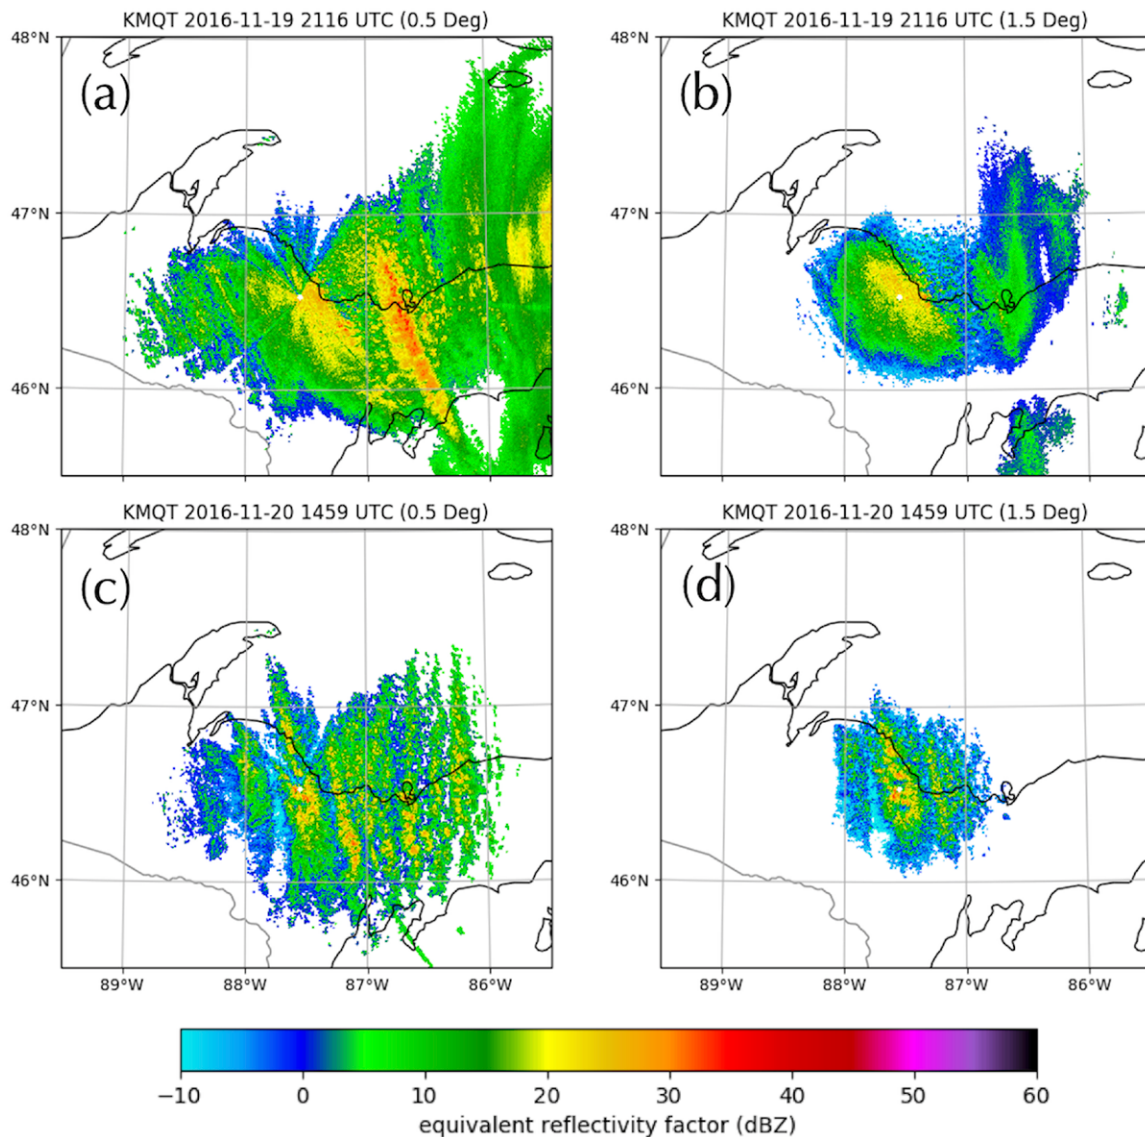 KMQT 2016-11-19 2116 UTC (0.5 Deg)
KMQT 2016-11-19 2116 UTC (1.5 Deg)
48°N
48°N
(a)
(b)
47°N
47°N
46°N
46°N
KMQT 2016-11-20 1459 UTC (0.5 Deg)
KMQT 2016-11-20 1459 UTC (1.5 Deg)
48°N
48°N
(c)
(d)
47°N
47°N
46°N
46°N
89°W 88°W 87°W 86°W
89°W 88°W 87°W 86°W
−10 0 10 20 30 40 50 60
equivalent reflectivity factor (dBZ)